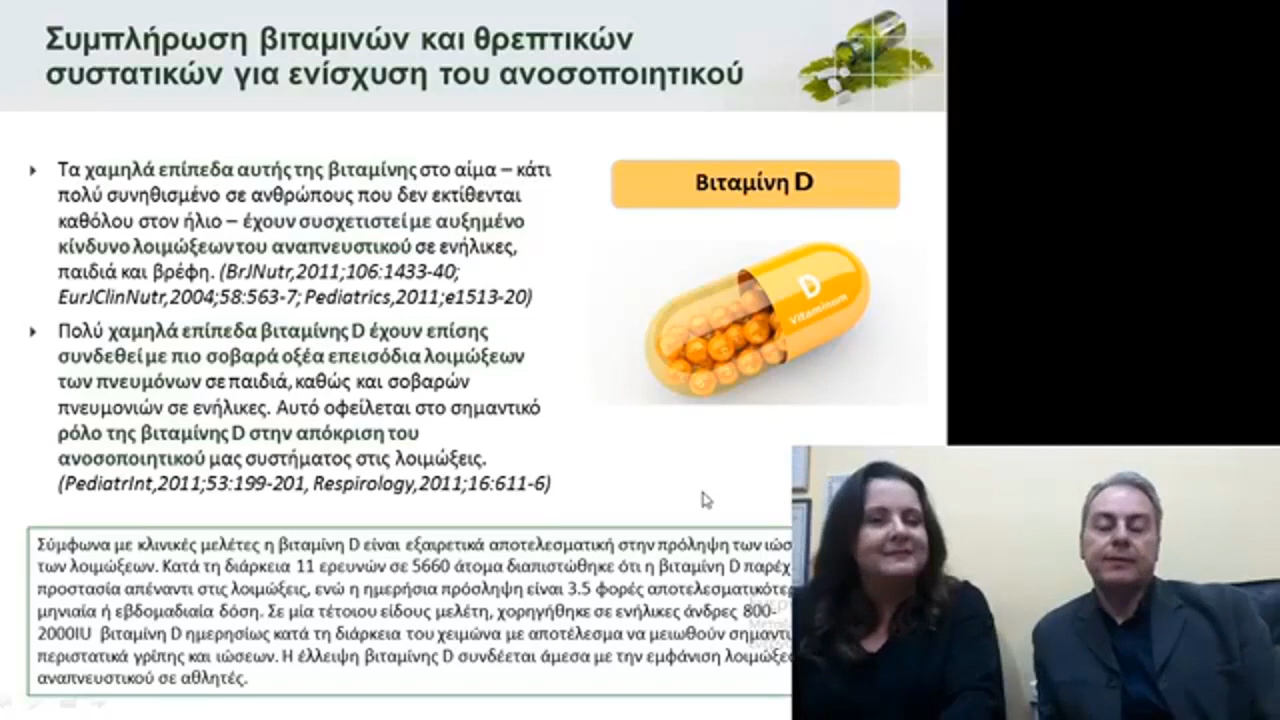 Συμπλήρωση βιταμινών και θρεπτικών
συστατικών για ενίσχυση του ανοσοποιητικού
Τα χαμηλά επίπεδα αυτής της βιταμίνης στο αίμα – κάτι
πολύ συνηθισμένο σε ανθρώπους που δεν εκτίθενται
καθόλου στον ήλιο – έχουν συσχετιστεί με αυξημένο
κίνδυνο λοιμώξεων του αναπνευστικού σε ενήλικες,
παιδιά και βρέφη. (BrJNutr,2011;106:1433-40;
EurJClinNutr,2004;58:563-7; Pediatrics,2011;e1513-20)
Πολύ χαμηλά επίπεδα βιταμίνης D έχουν επίσης
συνδεθεί με πιο σοβαρά οξέα επεισόδια λοιμώξεων
των πνευμόνων σε παιδιά, καθώς και σοβαρών
πνευμονιών σε ενήλικες. Αυτό οφείλεται στο σημαντικό
ρόλο της βιταμίνης D στην απόκριση του
ανοσοποιητικού μας συστήματος στις λοιμώξεις.
(PediatrInt,2011;53:199-201, Respirology,2011;16:611-6)
Βιταμίνη D
D
Vitaminum
Σύμφωνα με κλινικές μελέτες η βιταμίνη D είναι εξαιρετικά αποτελεσματική στην πρόληψη των ιώσ
των λοιμώξεων. Κατά τη διάρκεια 11 ερευνών σε 5660 άτομα διαπιστώθηκε ότι η βιταμίνη D παρέχ
προστασία απέναντι στις λοιμώξεις, ενώ η ημερήσια πρόσληψη είναι 3.5 φορές αποτελεσματικότερ
μηνιαία ή εβδομαδιαία δόση. Σε μία τέτοιου είδους μελέτη, χορηγήθηκε σε ενήλικες άνδρες 800-
2000IU βιταμίνη D ημερησίως κατά τη διάρκεια του χειμώνα με αποτέλεσμα να μειωθούν σημαντι
περιστατικά γρίπης και ιώσεων. Η έλλειψη βιταμίνης D συνδέεται άμεσα με την εμφάνιση λοιμώξε
αναπνευστικού σε αθλητές.